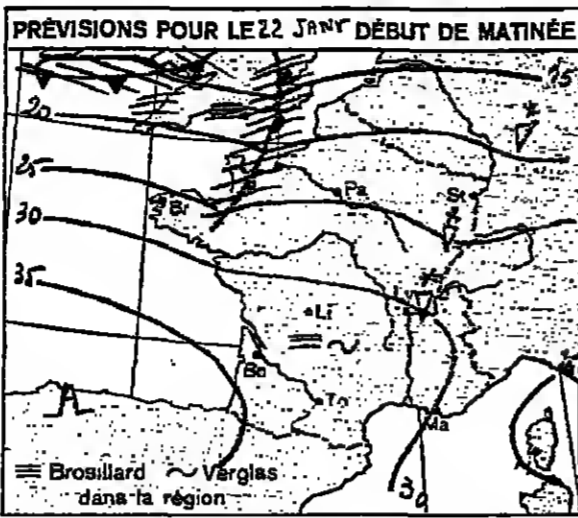 PRÉVISIONS POUR LE 22 JANV DÉBUT DE MATINÉE
15
20
25
Br
Pa
St
30
35
Li
Ly
Bo
To
Ma
A
30
Brouillard Verglas
dans la région